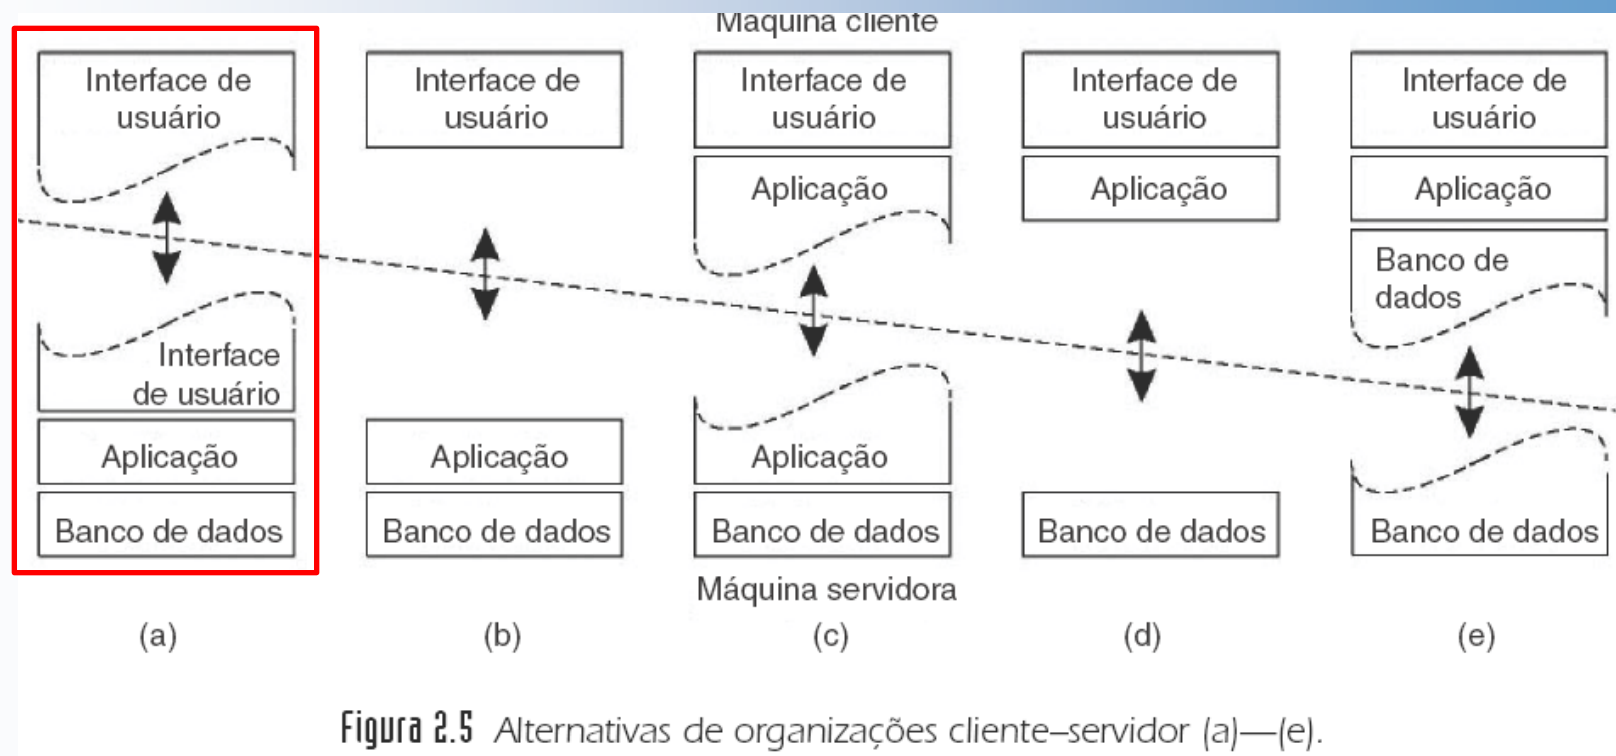 Máquina cliente
Interface de
usuário
Interface
de usuário
Aplicação
Banco de dados
(a)
Interface de
usuário
Aplicação
Banco de dados
(b)
Interface de
usuário
Aplicação
Aplicação
Banco de dados
Máquina servidora
(c)
Interface de
usuário
Aplicação
Banco de dados
(d)
Interface de
usuário
Aplicação
Banco de
dados
Banco de dados
(e)
Figura 2.5 Alternativas de organizações cliente–servidor (a)—(e).